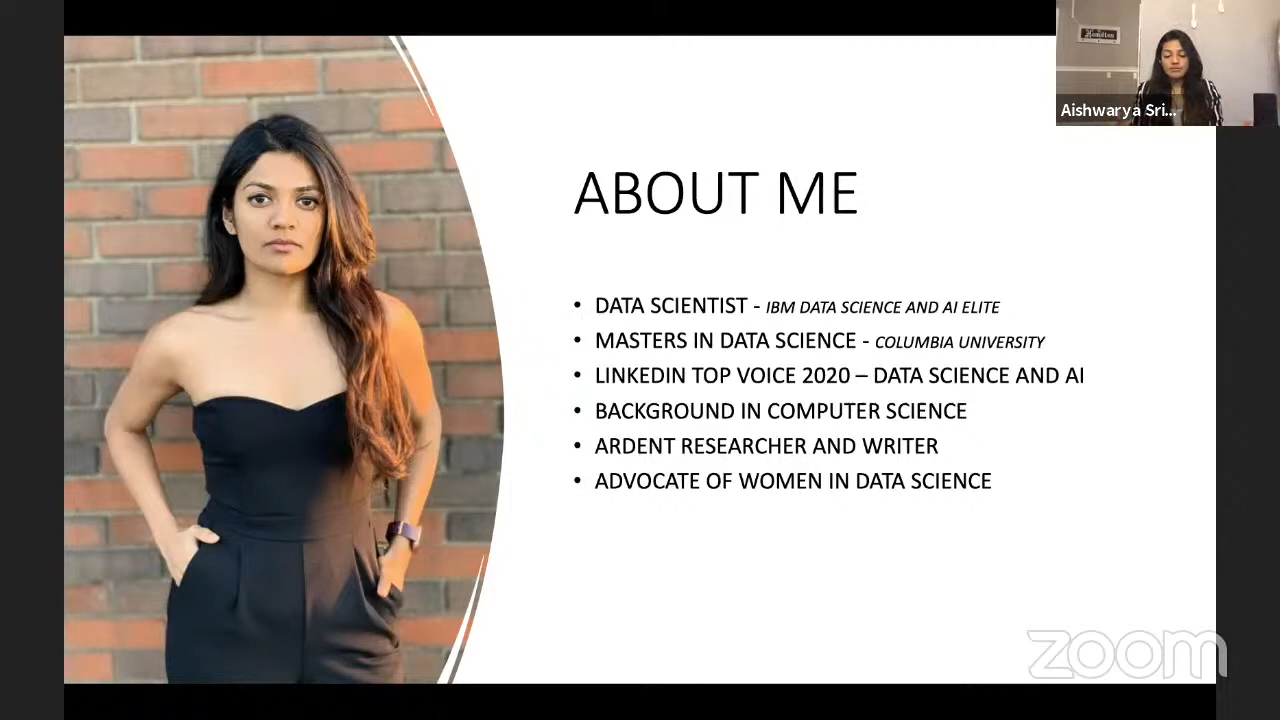 Hamilton
Aishwarya Sri...
ABOUT ME
• DATA SCIENTIST - IBM DATA SCIENCE AND AI ELITE
• MASTERS IN DATA SCIENCE - COLUMBIA UNIVERSITY
• LINKEDIN TOP VOICE 2020 – DATA SCIENCE AND AI
• BACKGROUND IN COMPUTER SCIENCE
• ARDENT RESEARCHER AND WRITER
• ADVOCATE OF WOMEN IN DATA SCIENCE
zoom